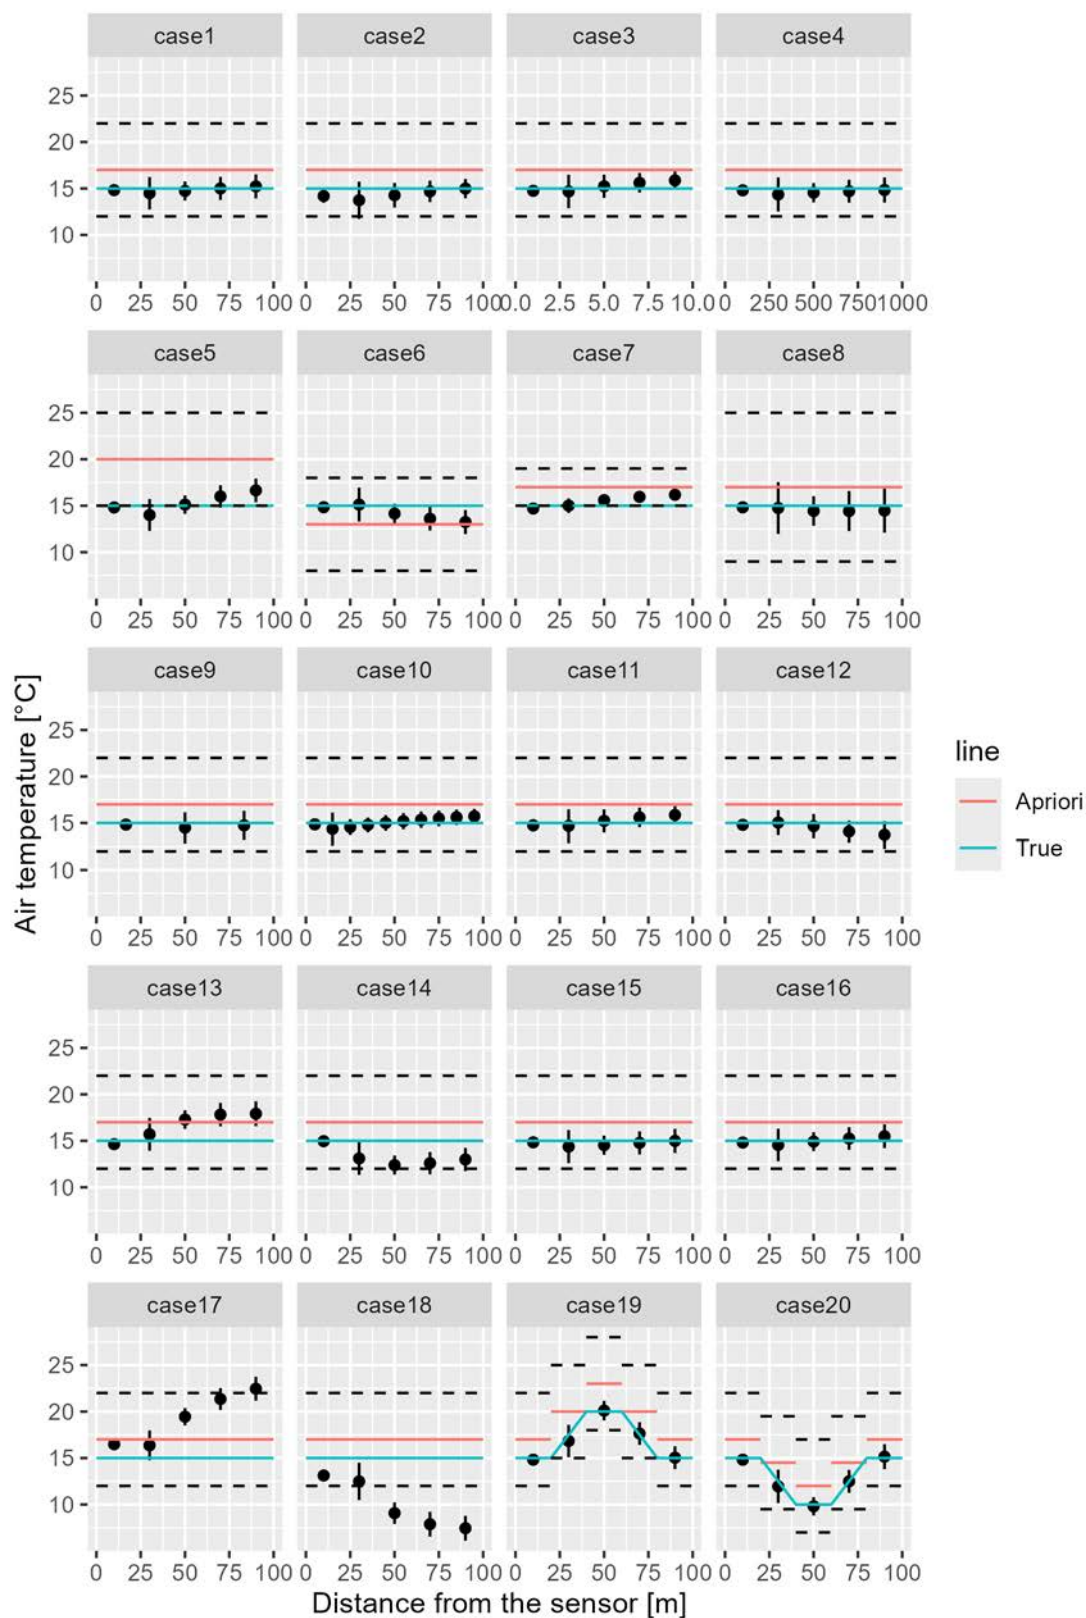 case1 case2 case3 case4
25
20
15
10
0 25 50 75 100 0 25 50 75 100 0.0 2.5 5.0 7.5 10.0 0 250 500 750 1000
case5 case6 case7 case8
25
20
15
10
0 25 50 75 100 0 25 50 75 100 0 25 50 75 100 0 25 50 75 100
case9 case10 case11 case12
25
20
15
10
0 25 50 75 100 0 25 50 75 100 0 25 50 75 100 0 25 50 75 100
Air temperature [°C]
line
Apriori
True
case13 case14 case15 case16
25
20
15
10
0 25 50 75 100 0 25 50 75 100 0 25 50 75 100 0 25 50 75 100
case17 case18 case19 case20
25
20
15
10
0 25 50 75 100 0 25 50 75 100 0 25 50 75 100 0 25 50 75 100
Distance from the sensor [m]